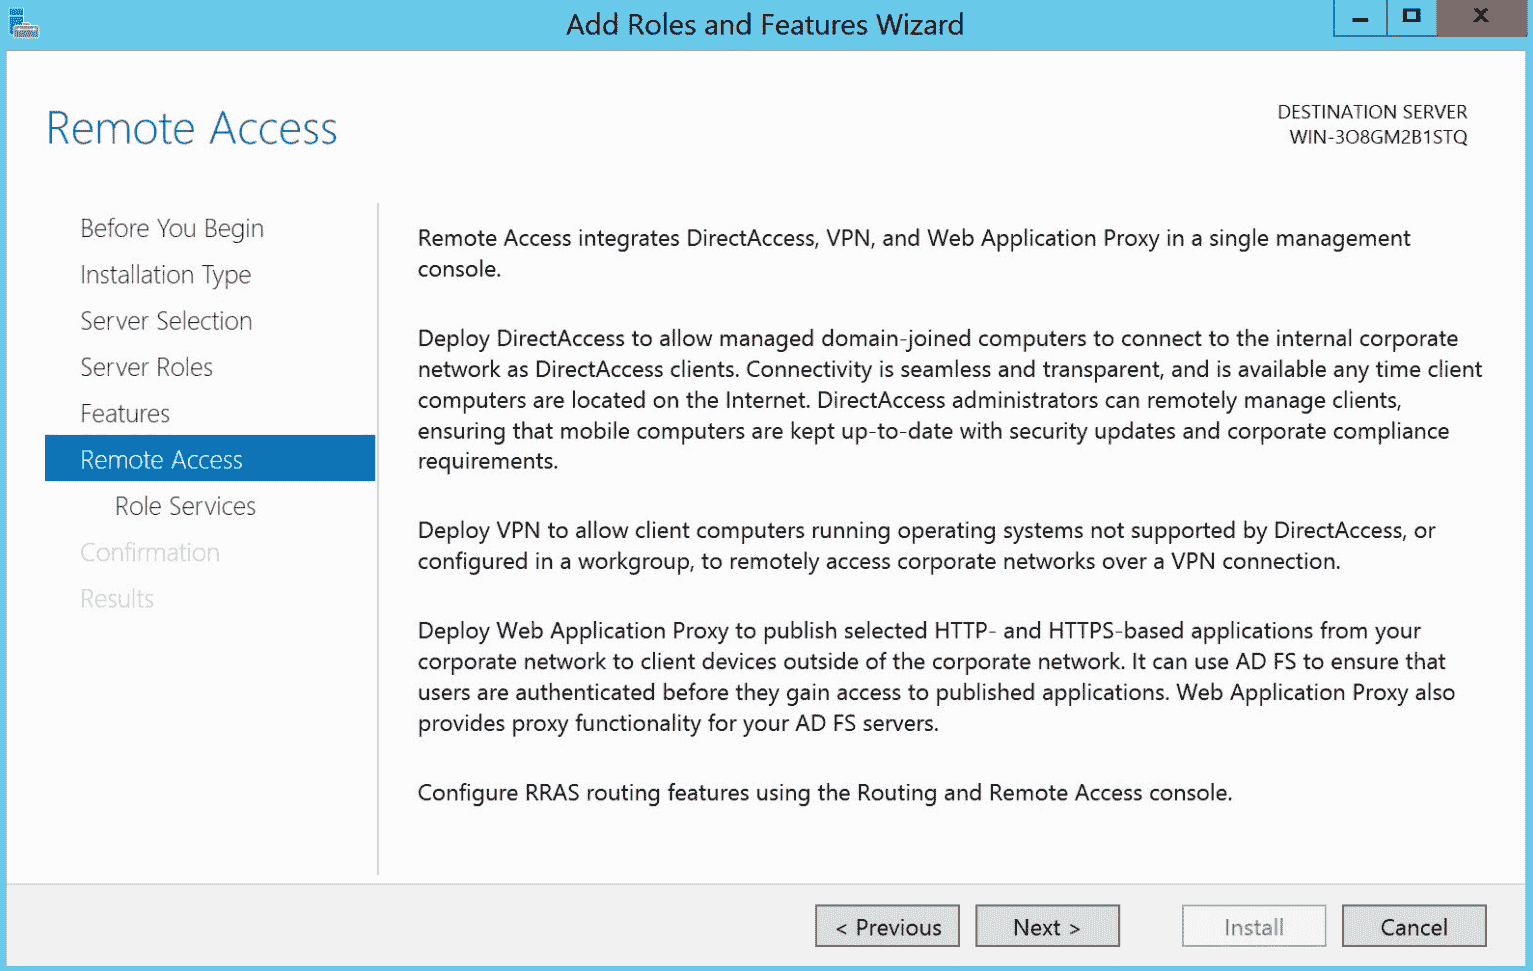 Add Roles and Features Wizard
Remote Access
DESTINATION SERVER
WIN-3O8GM2B1STQ
Before You Begin
Installation Type
Server Selection
Server Roles
Features
Remote Access
Role Services
Confirmation
Results
Remote Access integrates DirectAccess, VPN, and Web Application Proxy in a single management
console.
Deploy DirectAccess to allow managed domain-joined computers to connect to the internal corporate
network as DirectAccess clients. Connectivity is seamless and transparent, and is available any time client
computers are located on the Internet. DirectAccess administrators can remotely manage clients,
ensuring that mobile computers are kept up-to-date with security updates and corporate compliance
requirements.
Deploy VPN to allow client computers running operating systems not supported by DirectAccess, or
configured in a workgroup, to remotely access corporate networks over a VPN connection.
Deploy Web Application Proxy to publish selected HTTP- and HTTPS-based applications from your
corporate network to client devices outside of the corporate network. It can use AD FS to ensure that
users are authenticated before they gain access to published applications. Web Application Proxy also
provides proxy functionality for your AD FS servers.
Configure RRAS routing features using the Routing and Remote Access console.
< Previous
Next >
Install
Cancel